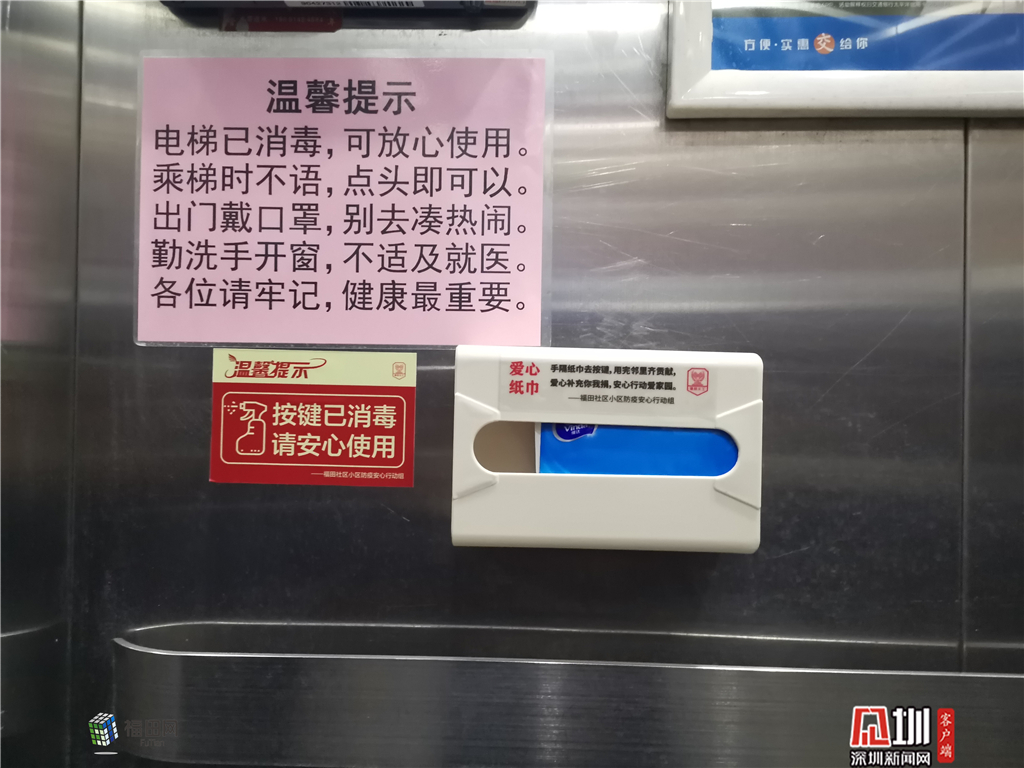 方便·实惠 交 给你
温馨提示
电梯已消毒，可放心使用。
乘梯时不语，点头即可以。
出门戴口罩，别去凑热闹。
勤洗手开窗，不适及就医。
各位请牢记，健康最重要。
温馨提示
按键已消毒
请安心使用
——福田社区小区防疫安心行动组
爱心
纸巾
手隔纸巾去按键，用完邻里齐贡献，
爱心补充你我捐，安心行动爱家园。
——福田社区小区防疫安心行动组
圳
客户端
深圳新闻网